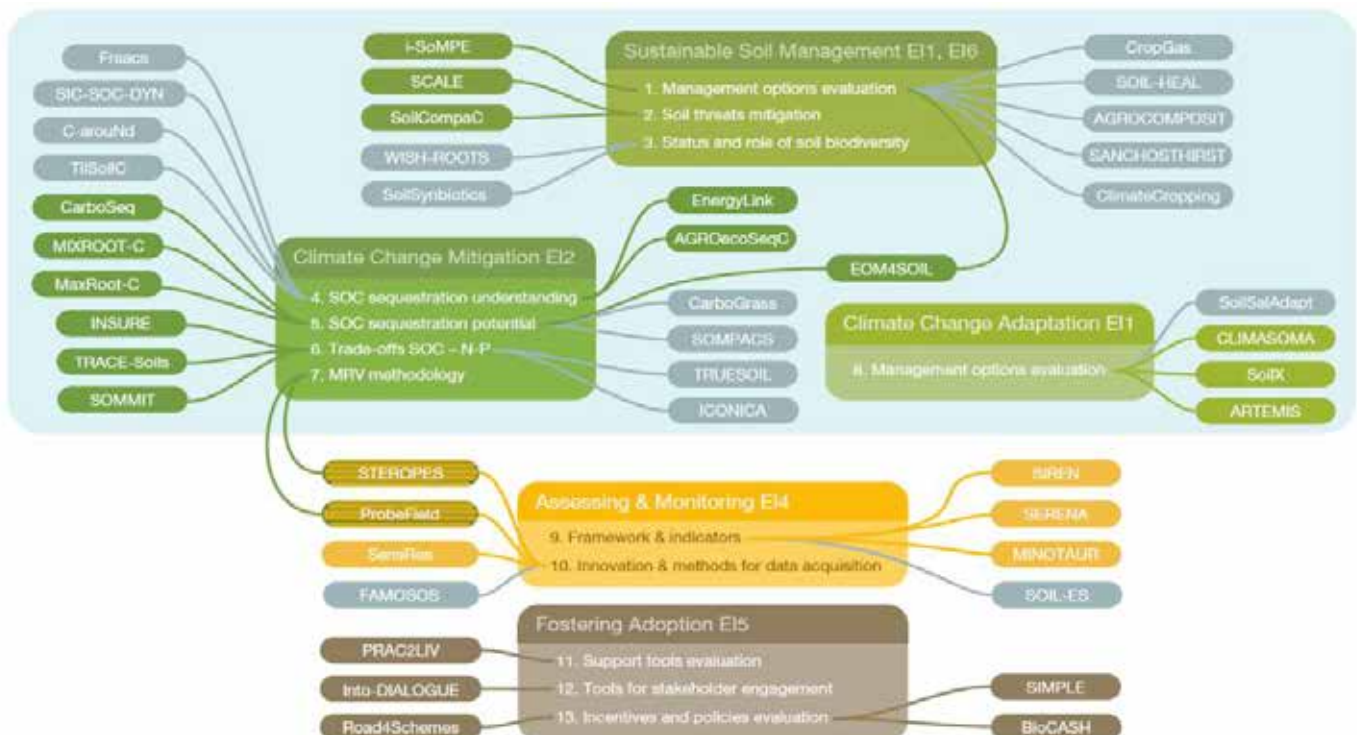 Fraacs
SIC-SOC-DYN
C-arouNd
TilSoilC
CarboSeq
MIXROOT-C
MaxRoot-C
INSURE
TRACE-Soils
SOMMIT
i-SoMPE
SCALE
SoilCompaC
WISH-ROOTS
SoilSynbiotics
Sustainable Soil Management EI1, EI6
1. Management options evaluation
2. Soil threats mitigation
3. Status and role of soil biodiversity
CropGas
SOIL-HEAL
AGROCOMPOSIT
SANCHOSTHIRST
ClimateCropping
EnergyLink
AGROecoSeqC
EOM4SOIL
Climate Change Mitigation EI2
4. SOC sequestration understanding
5. SOC sequestration potential
6. Trade-offs SOC – N-P
7. MRV methodology
CarboGrass
SOMPACS
TRUESOIL
ICONICA
Climate Change Adaptation EI1
8. Management options evaluation
SoilSalAdapt
CLIMASOMA
SoilX
ARTEMIS
STEROPES
ProbeField
SensRes
FAMOSOS
Assessing & Monitoring EI4
9. Framework & indicators
10. Innovation & methods for data acquisition
SIREN
SERENA
MINOTAUR
SOIL-ES
Fostering Adoption EI5
11. Support tools evaluation
12. Tools for stakeholder engagement
13. Incentives and policies evaluation
PRAC2LIV
Into-DIALOGUE
Road4Schemes
SIMPLE
BioCASH